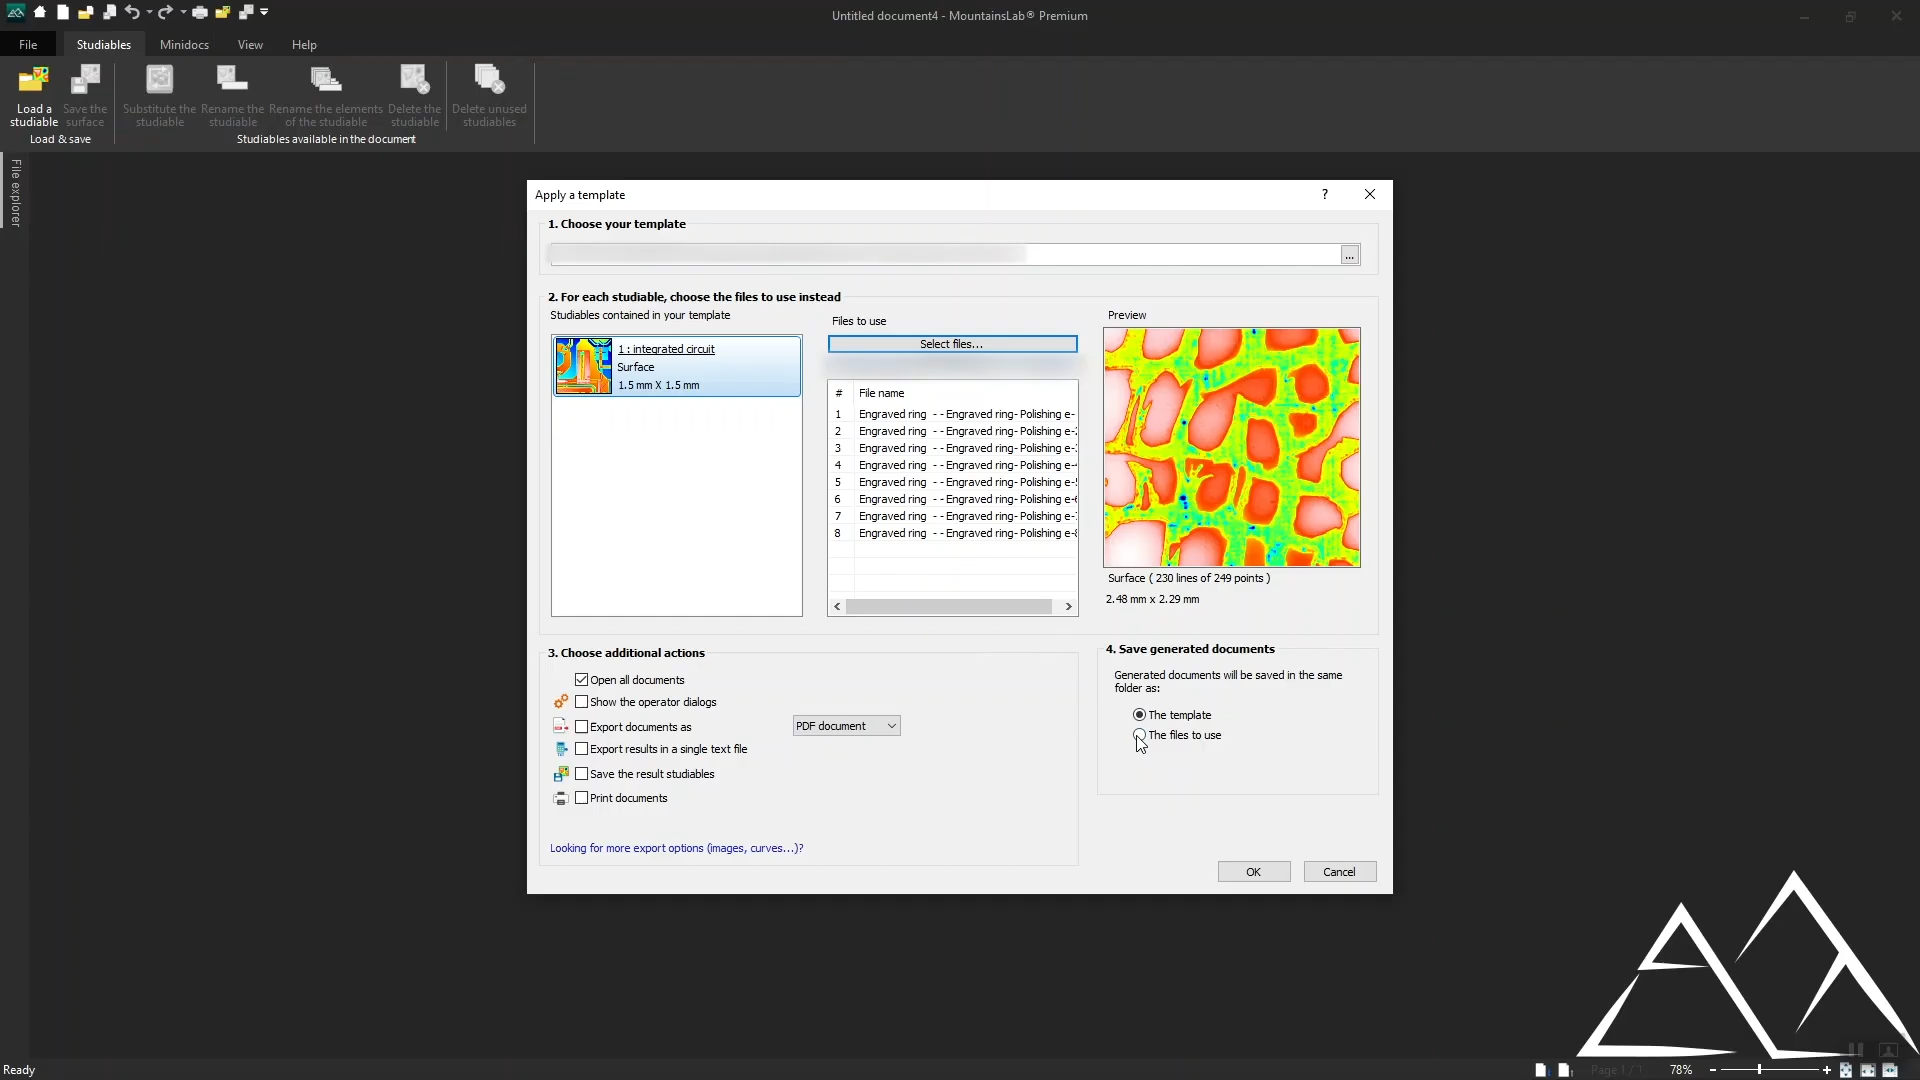 Untitled document4 - MountainsLab® Premium
File Studiables Minidocs View Help
Load a studiable
Save the surface
Substitute the studiable
Rename the studiable
Rename the elements of the studiable
Delete the studiable
Delete unused studiables
Load & save
Studiables available in the document
File explorer
Apply a template
?
1. Choose your template
...
2. For each studiable, choose the files to use instead
Studiables contained in your template
Files to use
Preview
1 : integrated circuit
Surface
1.5 mm X 1.5 mm
Select files...
# File name
1 Engraved ring - - Engraved ring- Polishing e-
2 Engraved ring - - Engraved ring- Polishing e-
3 Engraved ring - - Engraved ring- Polishing e-
4 Engraved ring - - Engraved ring- Polishing e-
5 Engraved ring - - Engraved ring- Polishing e-
6 Engraved ring - - Engraved ring- Polishing e-
7 Engraved ring - - Engraved ring- Polishing e-
8 Engraved ring - - Engraved ring- Polishing e-
Surface ( 230 lines of 249 points )
2.48 mm x 2.29 mm
3. Choose additional actions
Open all documents
Show the operator dialogs
Export documents as
PDF document
Export results in a single text file
Save the result studiables
Print documents
Looking for more export options (images, curves...)?
4. Save generated documents
Generated documents will be saved in the same
folder as:
The template
The files to use
OK
Cancel
Ready
Page 1 / 1
78%